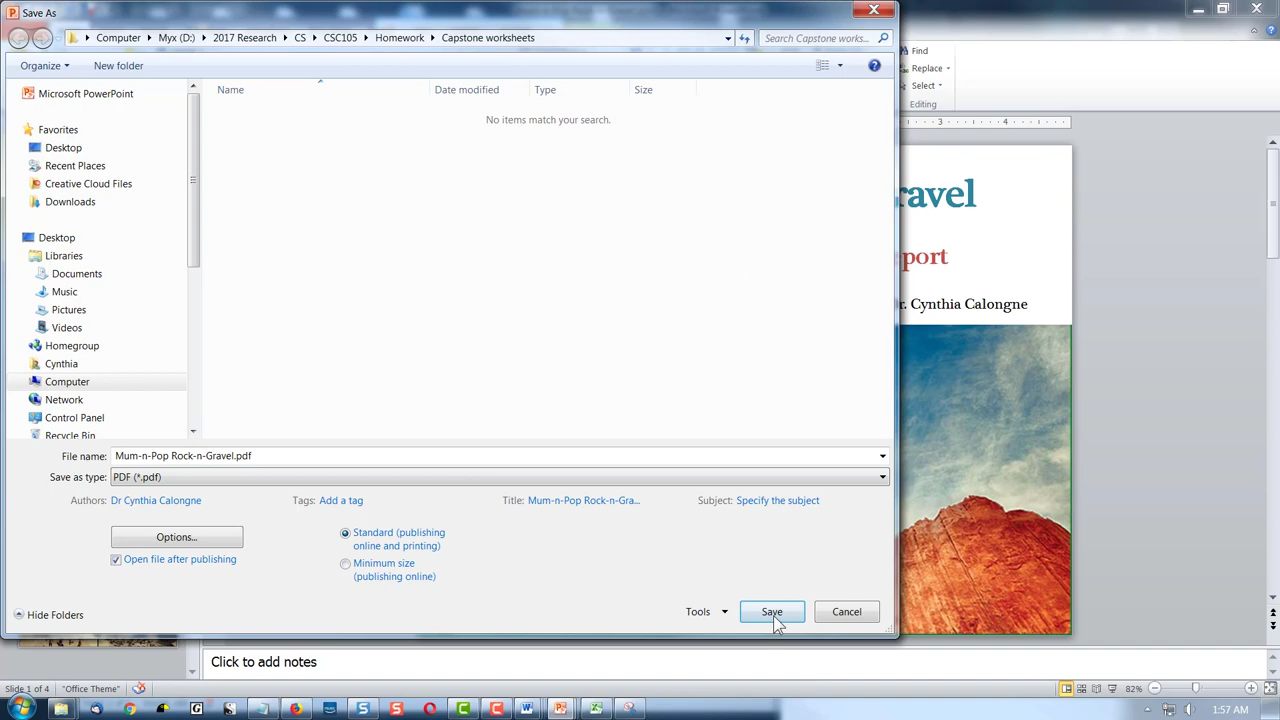 Save As
Computer Myx (D:) 2017 Research CS CSC105 Homework Capstone worksheets
Search Capstone works...
Organize New folder
Name Date modified Type Size
No items match your search.
Microsoft PowerPoint
Favorites
Desktop
Recent Places
Creative Cloud Files
Downloads
Desktop
Libraries
Documents
Music
Pictures
Videos
Homegroup
Cynthia
Computer
Network
Control Panel
Recycle Bin
File name: Mum-n-Pop Rock-n-Gravel.pdf
Save as type: PDF (*.pdf)
Authors: Dr Cynthia Calongne Tags: Add a tag Title: Mum-n-Pop Rock-n-Gra... Subject: Specify the subject
Options...
Open file after publishing
Standard (publishing
online and printing)
Minimum size
(publishing online)
Hide Folders
Tools Save Cancel
Find
Replace
Select
Editing
3 4
ravel
port
r. Cynthia Calongne
Click to add notes
Slide 1 of 4 "Office Theme" 82%
1:57 AM